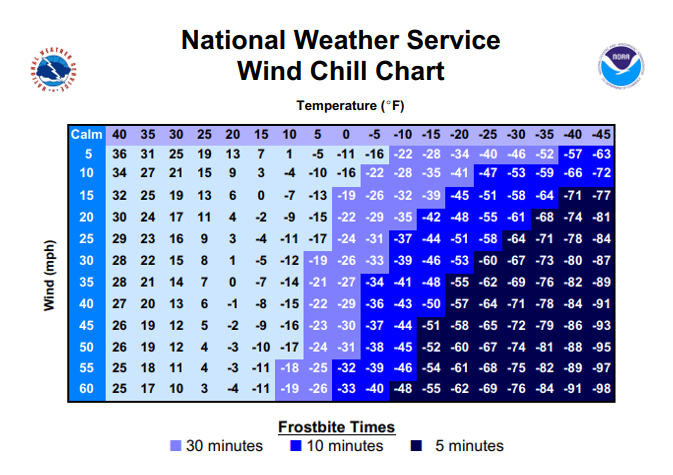 National Weather Service
Wind Chill Chart
NATIONAL WEATHER SERVICE
NOAA
Temperature (°F)
Calm 40 35 30 25 20 15 10 5 0 -5 -10 -15 -20 -25 -30 -35 -40 -45
5 36 31 25 19 13 7 1 -5 -11 -16 -22 -28 -34 -40 -46 -52 -57 -63
10 34 27 21 15 9 3 -4 -10 -16 -22 -28 -35 -41 -47 -53 -59 -66 -72
15 32 25 19 13 6 0 -7 -13 -19 -26 -32 -39 -45 -51 -58 -64 -71 -77
20 30 24 17 11 4 -2 -9 -15 -22 -29 -35 -42 -48 -55 -61 -68 -74 -81
25 29 23 16 9 3 -4 -11 -17 -24 -31 -37 -44 -51 -58 -64 -71 -78 -84
30 28 22 15 8 1 -5 -12 -19 -26 -33 -39 -46 -53 -60 -67 -73 -80 -87
35 28 21 14 7 0 -7 -14 -21 -27 -34 -41 -48 -55 -62 -69 -76 -82 -89
40 27 20 13 6 -1 -8 -15 -22 -29 -36 -43 -50 -57 -64 -71 -78 -84 -91
45 26 19 12 5 -2 -9 -16 -23 -30 -37 -44 -51 -58 -65 -72 -79 -86 -93
50 26 19 12 4 -3 -10 -17 -24 -31 -38 -45 -52 -60 -67 -74 -81 -88 -95
55 25 18 11 4 -3 -11 -18 -25 -32 -39 -46 -54 -61 -68 -75 -82 -89 -97
60 25 17 10 3 -4 -11 -19 -26 -33 -40 -48 -55 -62 -69 -76 -84 -91 -98
Wind (mph)
Frostbite Times
30 minutes 10 minutes 5 minutes